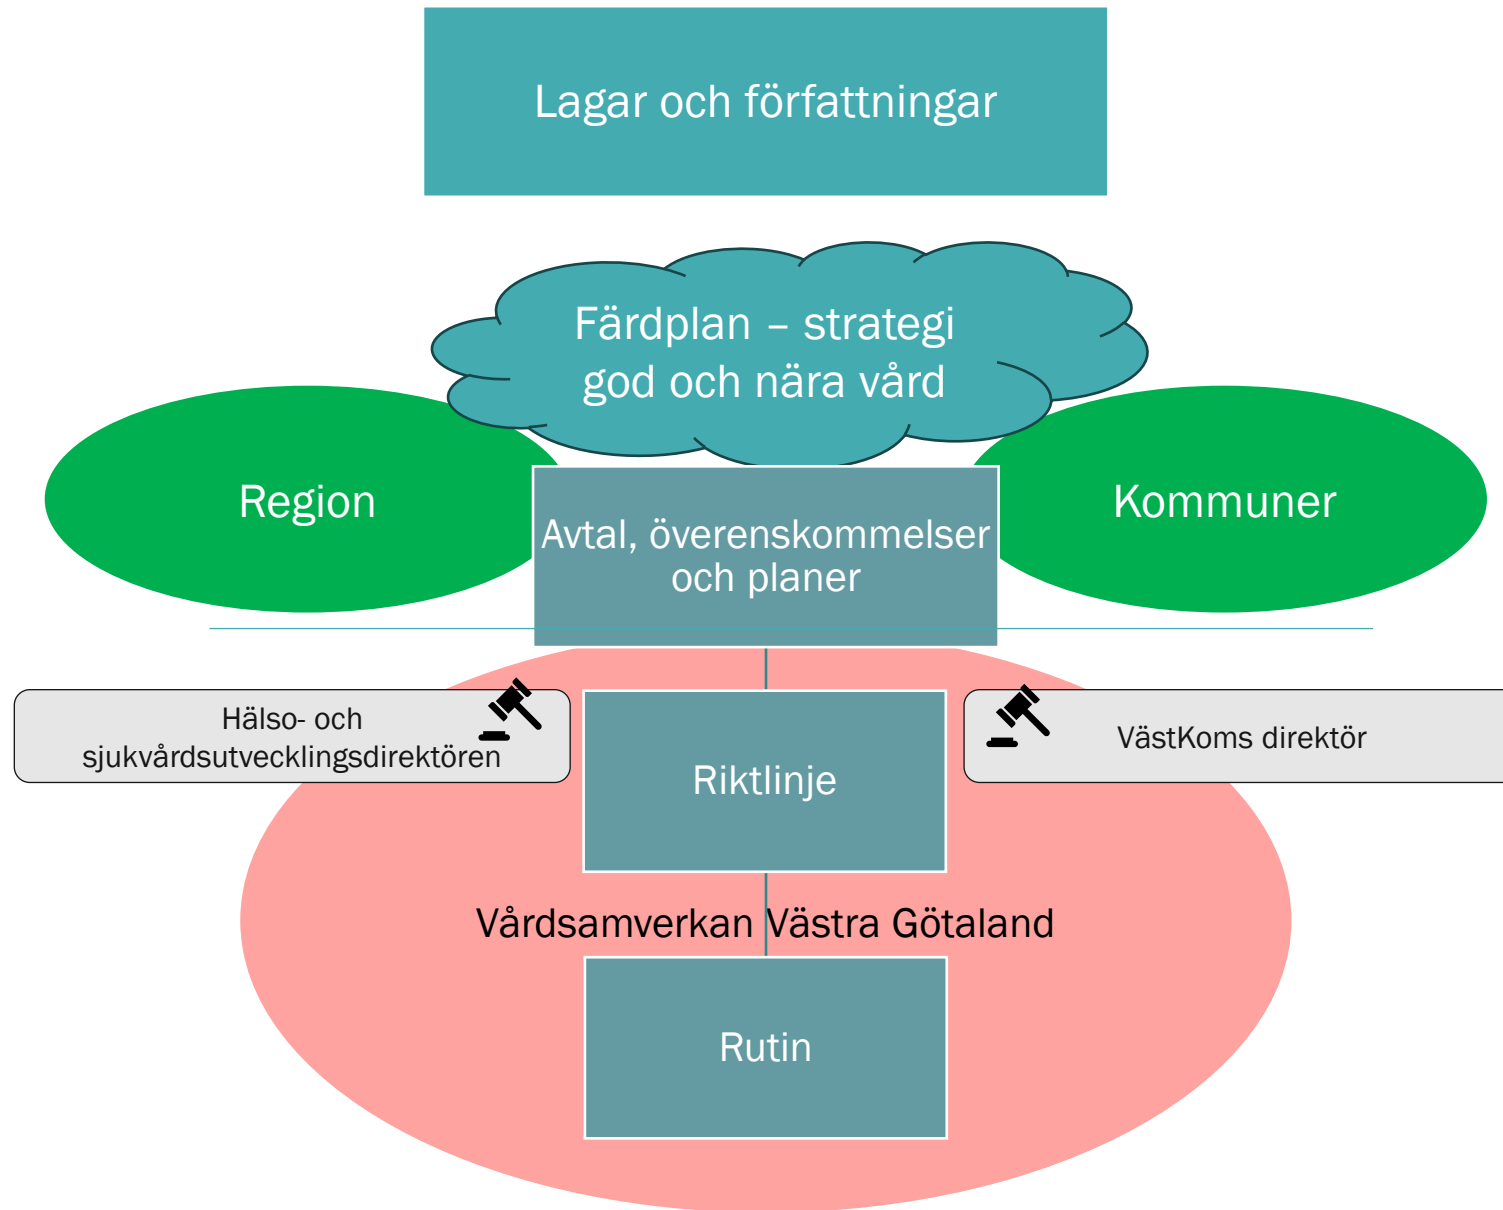 Lagar och författningar
Färdplan – strategi
god och nära vård
Region
Kommuner
Avtal, överenskommelser
och planer
Hälso- och
sjukvårdsutvecklingsdirektören
VästKoms direktör
Riktlinje
Vårdsamverkan Västra Götaland
Rutin